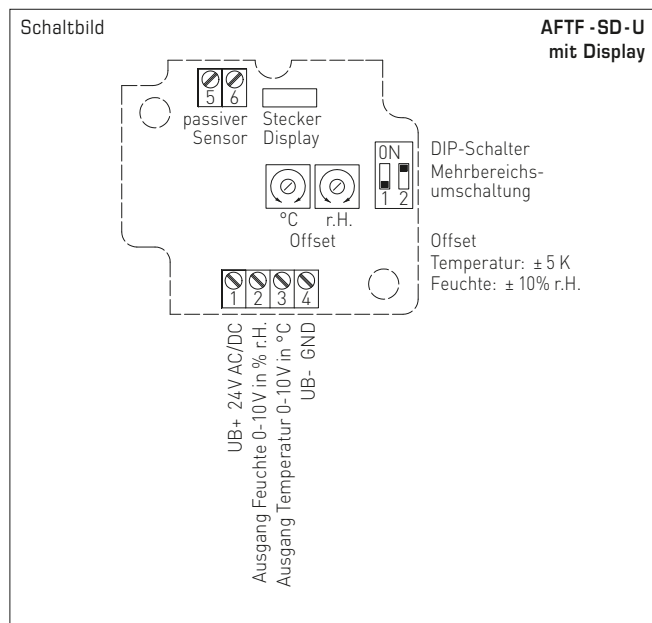 Schaltbild
AFTF - SD - U
mit Display
5 6
passiver
Sensor
Stecker
Display
ON
1 2
DIP-Schalter
Mehrbereichs-
umschaltung
°C r.H.
Offset
Offset
Temperatur: ± 5 K
Feuchte: ± 10% r.H.
1 2 3 4
UB+ 24V AC/DC
Ausgang Feuchte 0-10V in % r.H.
Ausgang Temperatur 0-10V in °C
UB- GND